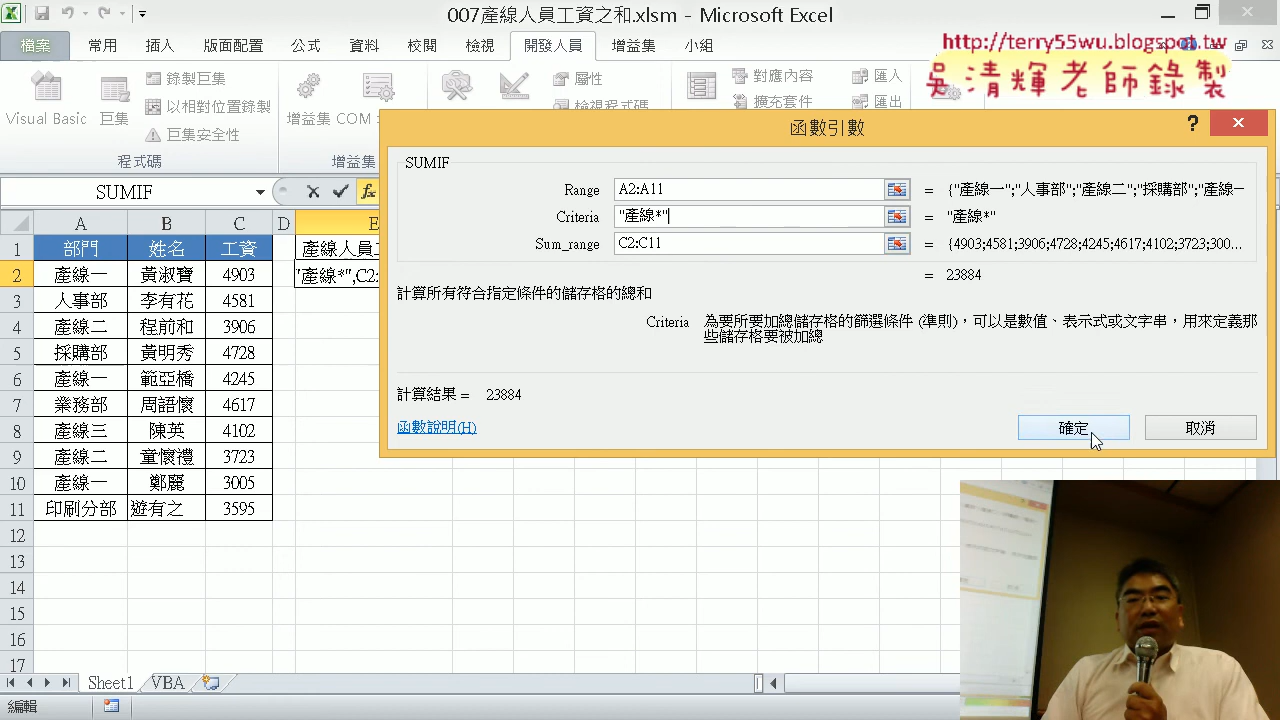 007產線人員工資之和.xlsm - Microsoft Excel
檔案 常用 插入 版面配置 公式 資料 校閱 檢視 開發人員 增益集 小組
http://terry55wu.blogspot.tw
吳清輝老師錄製
Visual Basic 巨集 錄製巨集 以相對位置錄製 巨集安全性 程式碼
增益集 COM 增益集
屬性 檢視程式碼
對應內容 擴充套件 匯入 匯出
函數引數
SUMIF
SUMIF
Range A2:A11 = {"產線一";"人事部";"產線二";"採購部";"產線一
Criteria "產線*" = "產線*"
Sum_range C2:C11 = {4903;4581;3906;4728;4245;4617;4102;3723;300...
= 23884
計算所有符合指定條件的儲存格的總和
Criteria 為要所要加總儲存格的篩選條件 (準則)，可以是數值、表示式或文字串，用來定義那
些儲存格要被加總
計算結果 = 23884
函數說明(H) 確定 取消
A B C D E
1 部門 姓名 工資 產線人員工
2 產線一 黃淑寶 4903 "產線*",C2:
3 人事部 李有花 4581
4 產線二 程前和 3906
5 採購部 黃明秀 4728
6 產線一 範亞橋 4245
7 業務部 周語懷 4617
8 產線三 陳英 4102
9 產線二 童懷禮 3723
10 產線一 鄭麗 3005
11 印刷分部 遊有之 3595
12
13
14
15
16
17
Sheet1 VBA
編輯